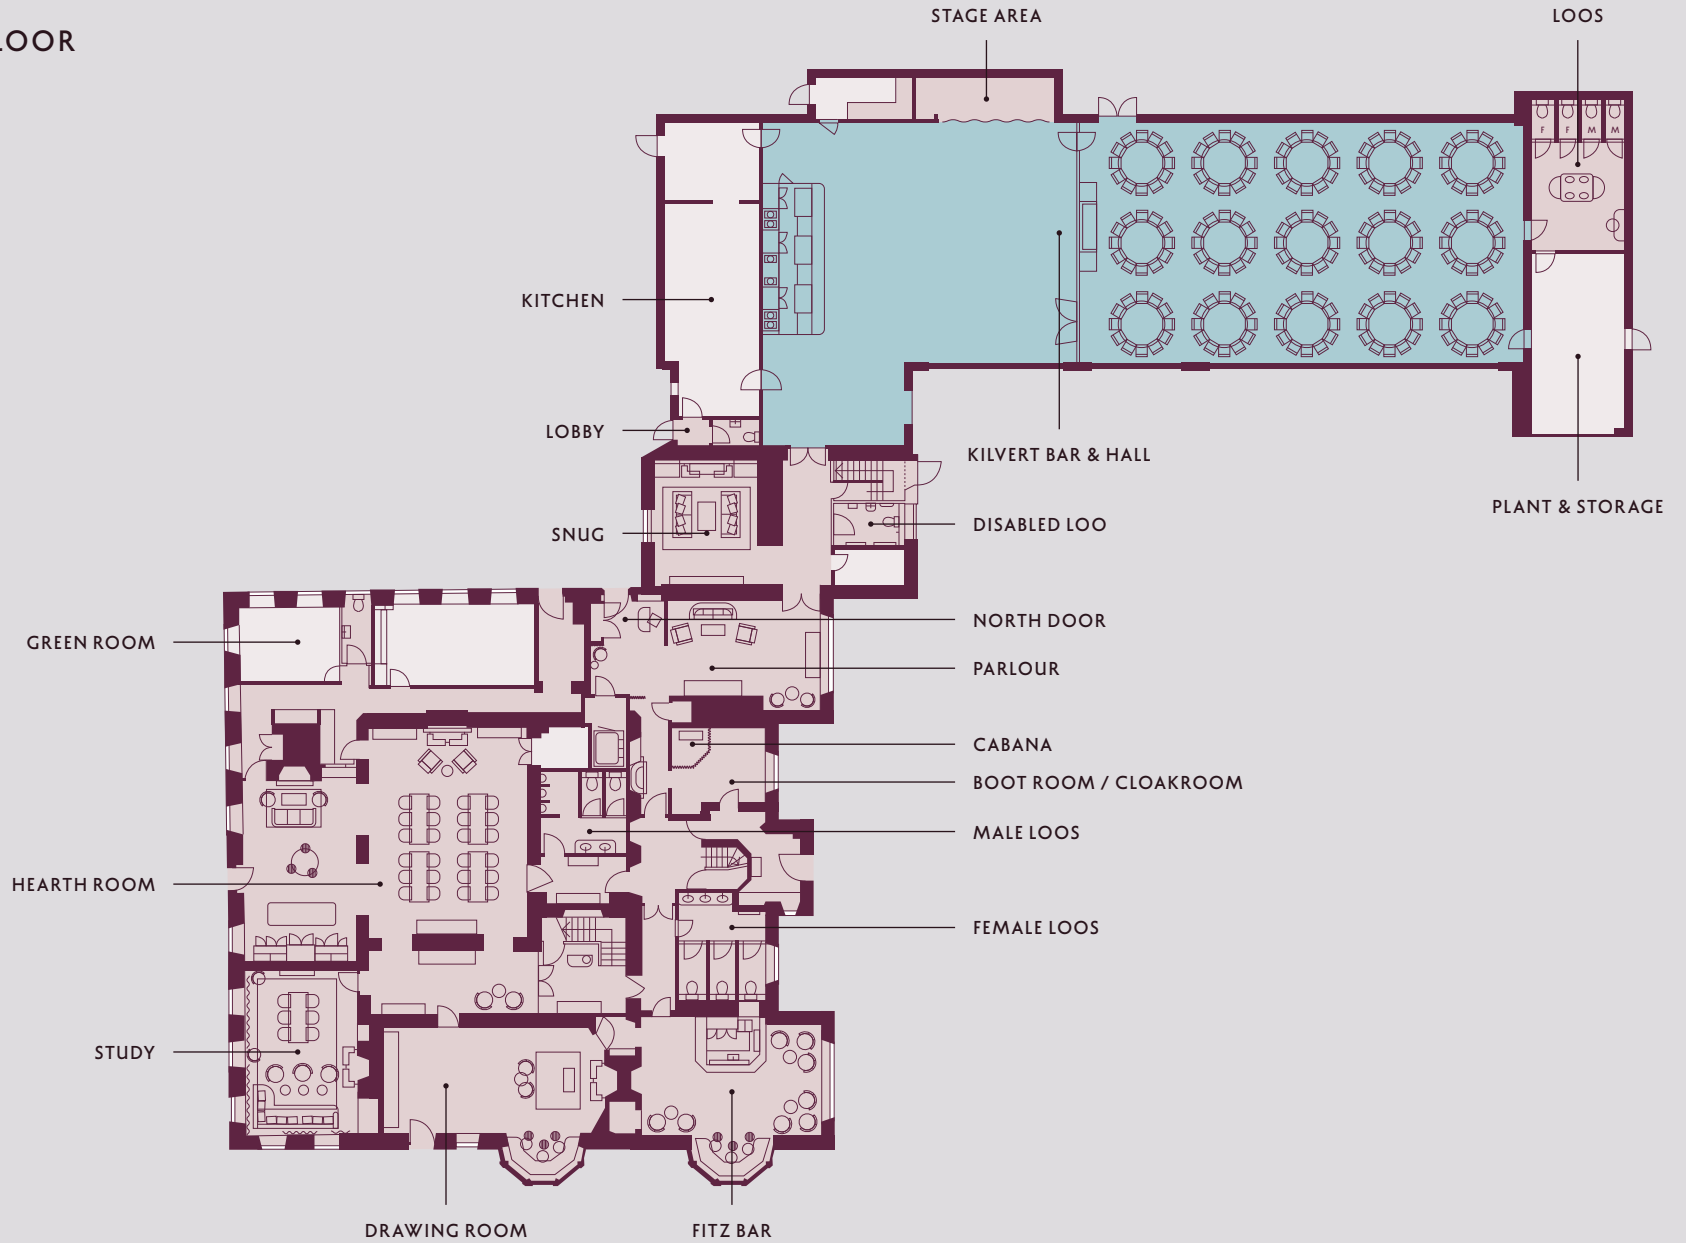 LOOR
STAGE AREA
LOOS
F F M M
KITCHEN
LOBBY
KILVERT BAR & HALL
PLANT & STORAGE
SNUG
DISABLED LOO
NORTH DOOR
GREEN ROOM
PARLOUR
CABANA
BOOT ROOM / CLOAKROOM
MALE LOOS
HEARTH ROOM
FEMALE LOOS
STUDY
DRAWING ROOM
FITZ BAR